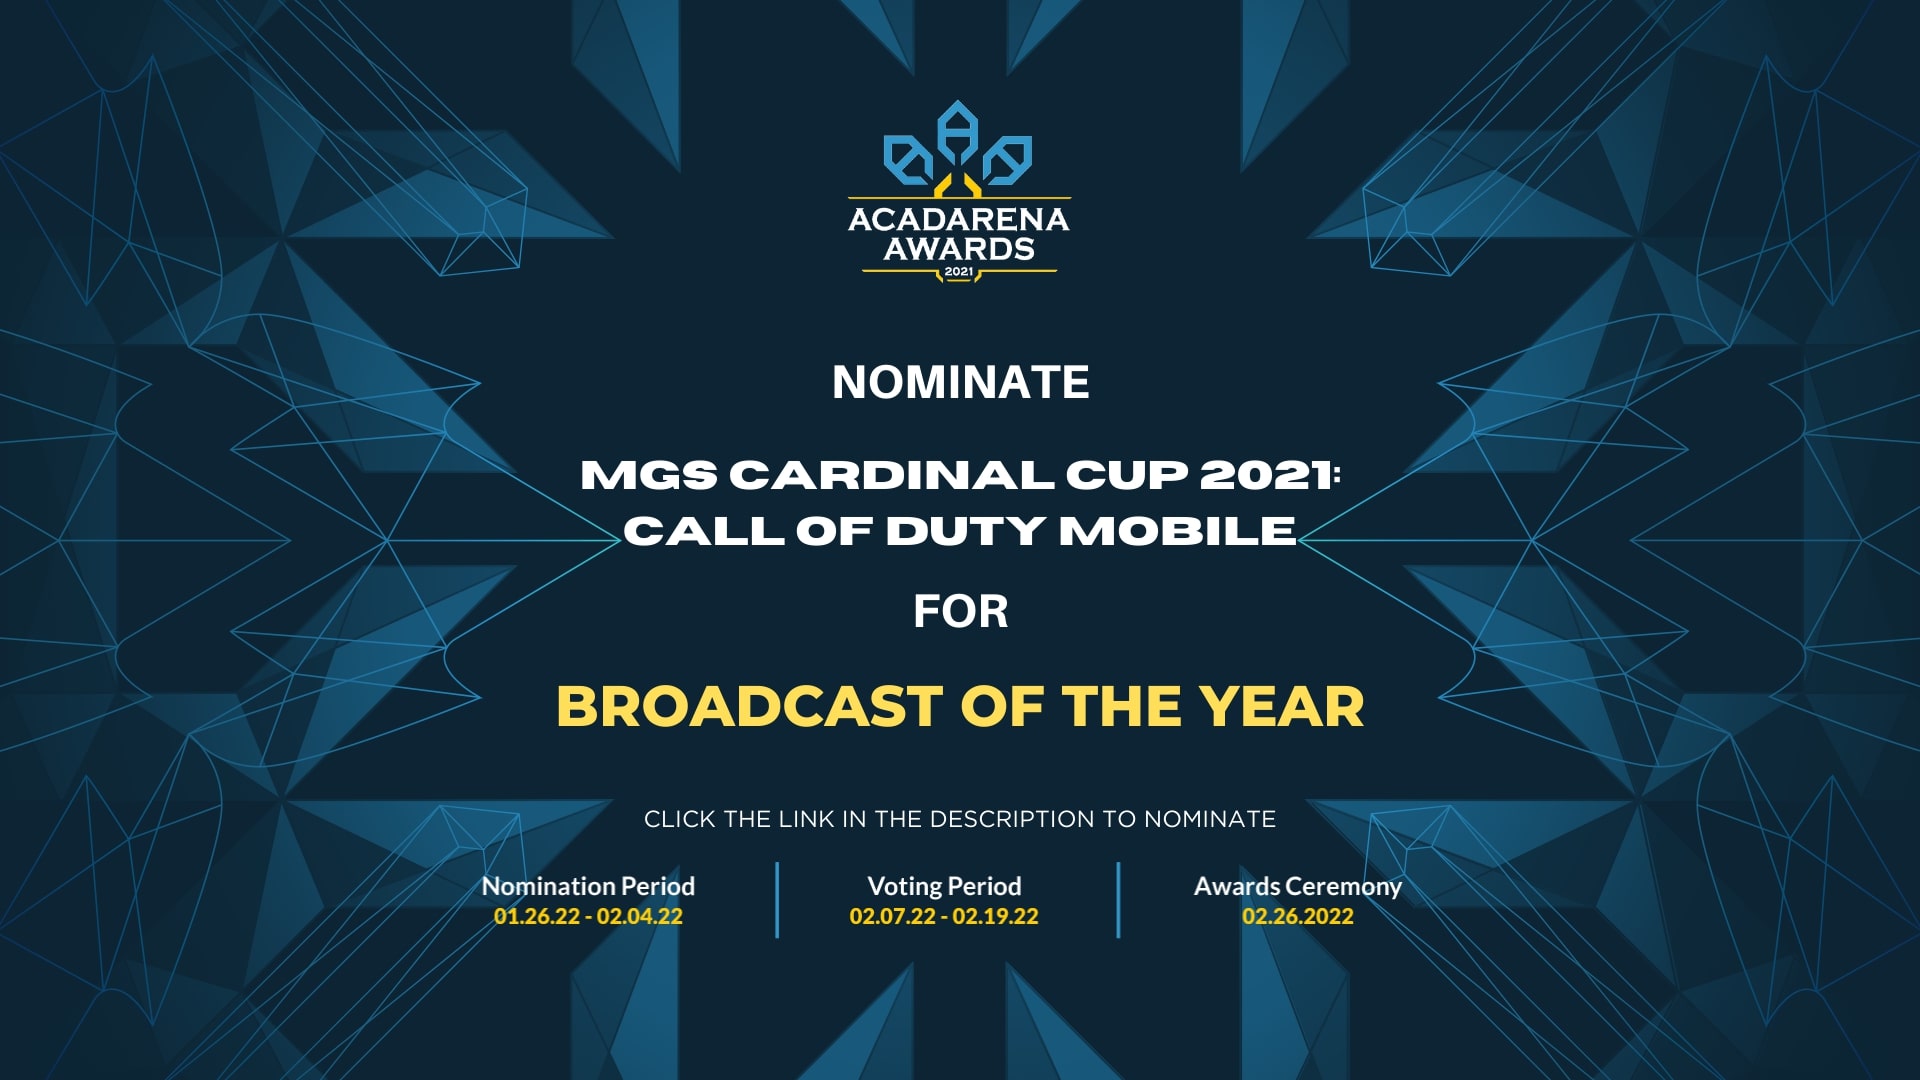 ACADARENA
AWARDS
2021
NOMINATE
MGS CARDINAL CUP 2021:
CALL OF DUTY MOBILE
FOR
BROADCAST OF THE YEAR
CLICK THE LINK IN THE DESCRIPTION TO NOMINATE
Nomination Period
01.26.22 - 02.04.22
Voting Period
02.07.22 - 02.19.22
Awards Ceremony
02.26.2022